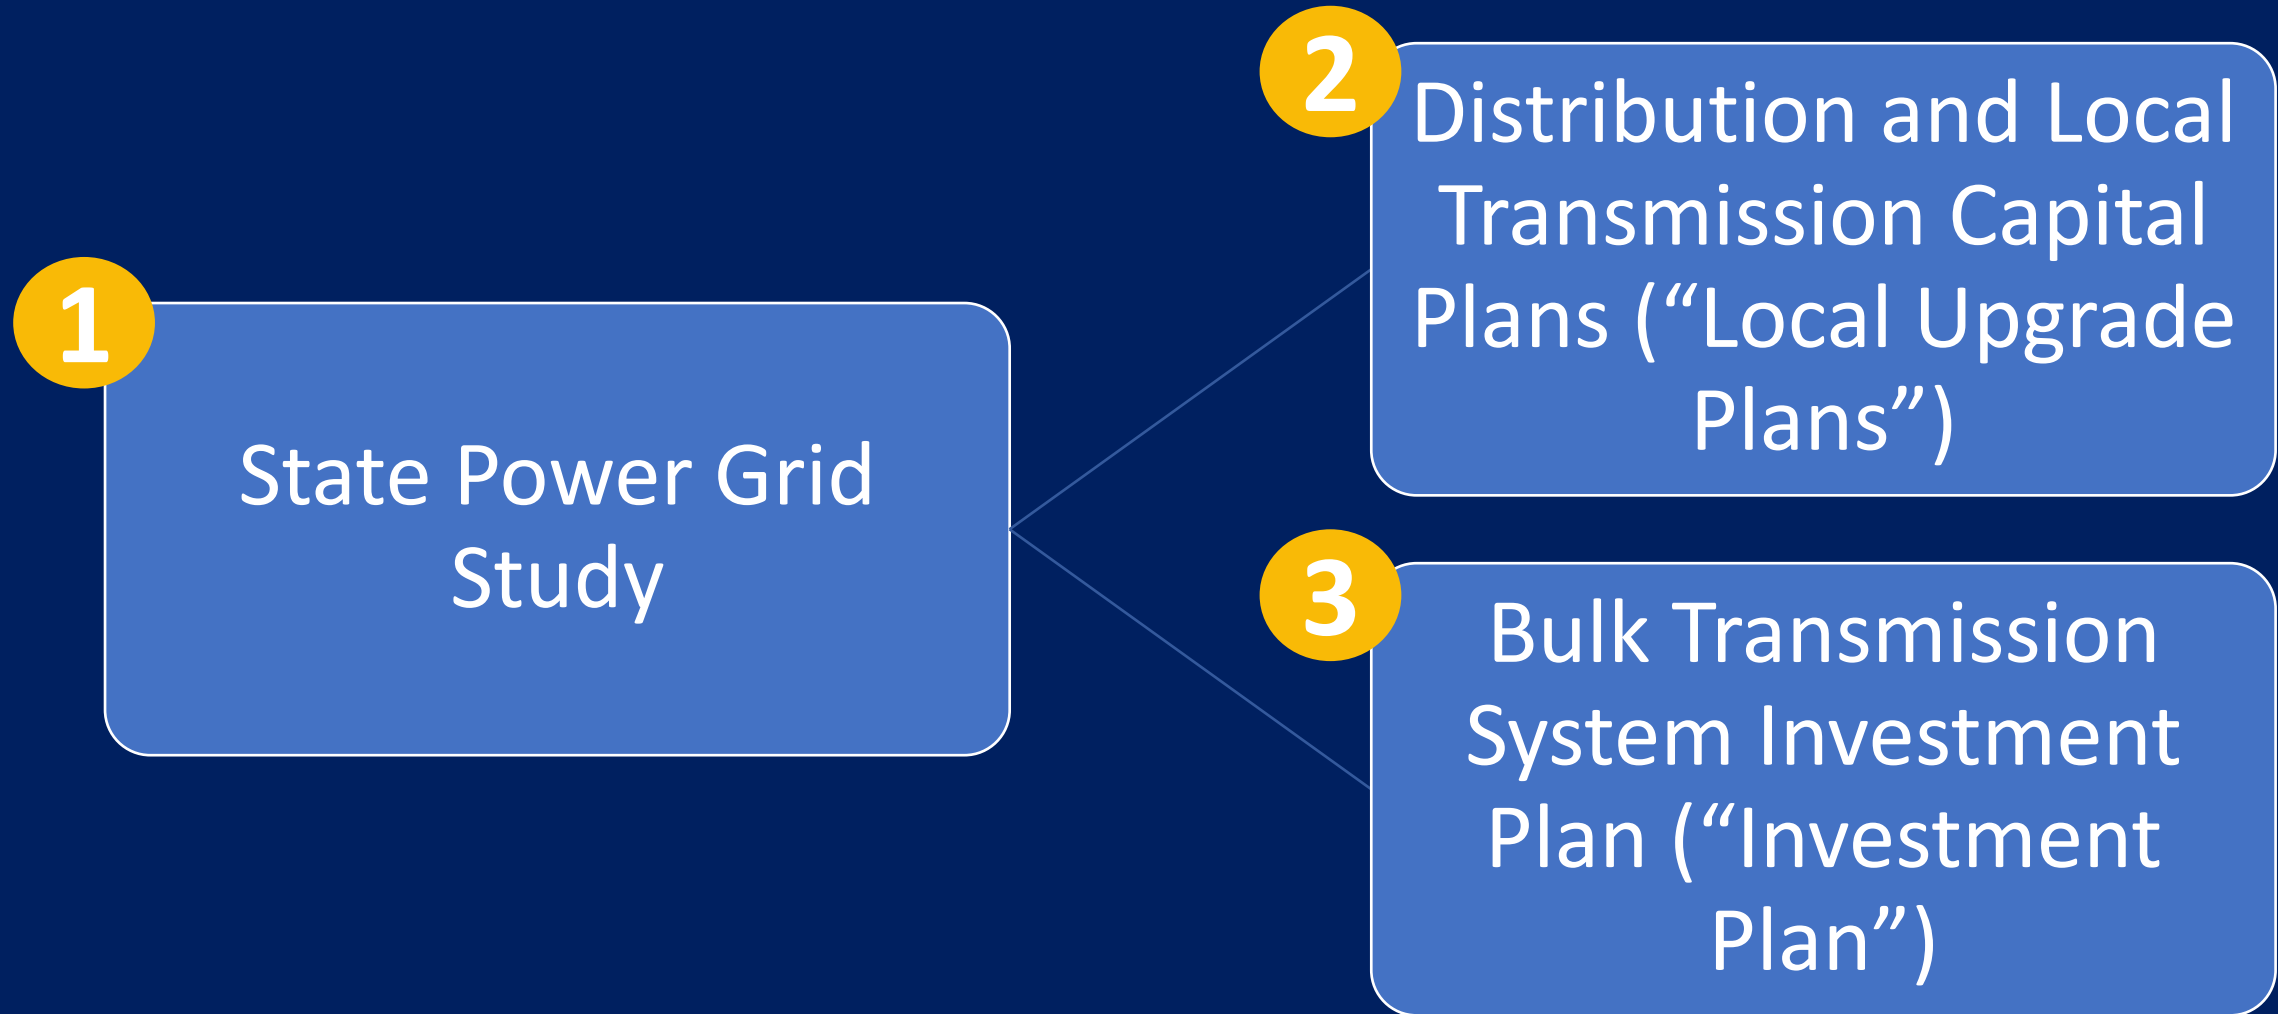 1
State Power Grid
Study
2
Distribution and Local
Transmission Capital
Plans (“Local Upgrade
Plans”)
3
Bulk Transmission
System Investment
Plan (“Investment
Plan”)